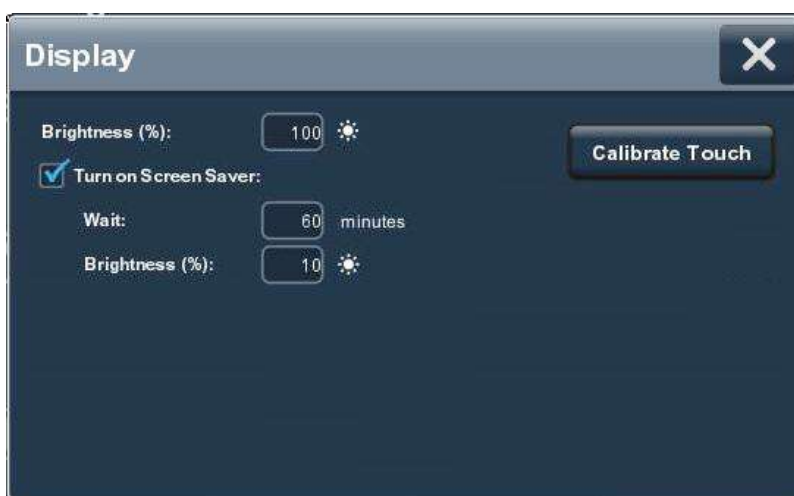 Display
Brightness (%): 100
Calibrate Touch
Turn on Screen Saver:
Wait: 60 minutes
Brightness (%): 10